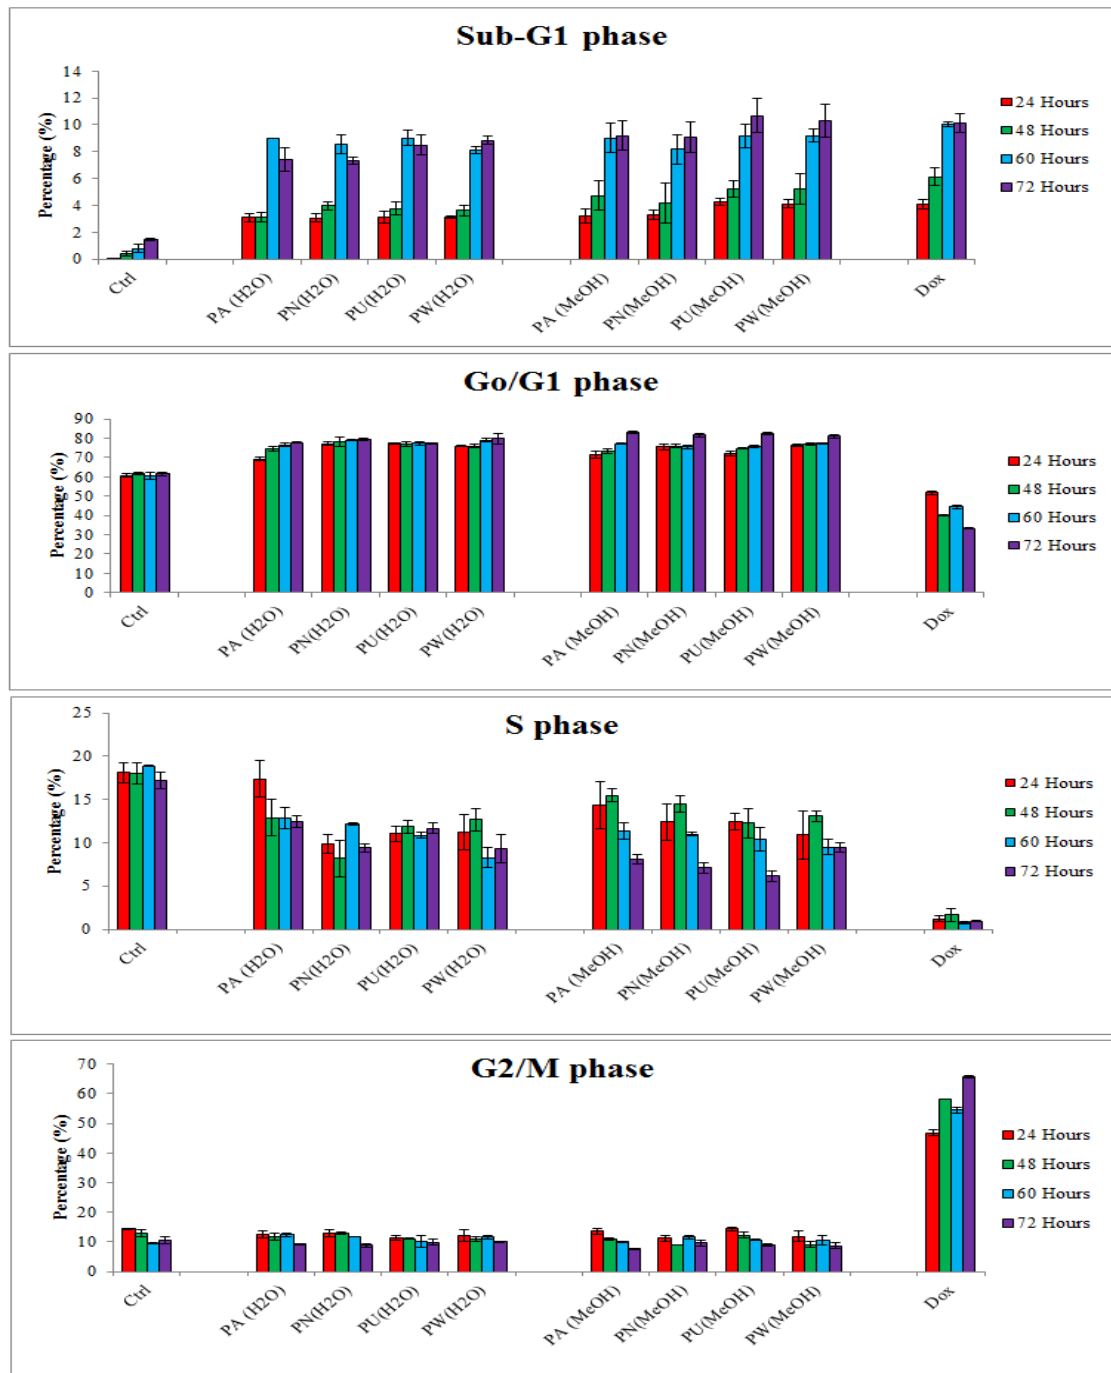 Sub-G1 phase
Percentage (%)
14
12
10
8
6
4
2
0
Ctrl
PA (H2O)
PN(H2O)
PU(H2O)
PW(H2O)
PA (MeOH)
PN(MeOH)
PU(MeOH)
PW(MeOH)
Dox
24 Hours
48 Hours
60 Hours
72 Hours
Go/G1 phase
Percentage (%)
90
80
70
60
50
40
30
20
10
0
Ctrl
PA (H2O)
PN(H2O)
PU(H2O)
PW(H2O)
PA (MeOH)
PN(MeOH)
PU(MeOH)
PW(MeOH)
Dox
24 Hours
48 Hours
60 Hours
72 Hours
S phase
Percentage (%)
25
20
15
10
5
0
Ctrl
PA (H2O)
PN(H2O)
PU(H2O)
PW(H2O)
PA (MeOH)
PN(MeOH)
PU(MeOH)
PW(MeOH)
Dox
24 Hours
48 Hours
60 Hours
72 Hours
G2/M phase
Percentage (%)
70
60
50
40
30
20
10
0
Ctrl
PA (H2O)
PN(H2O)
PU(H2O)
PW(H2O)
PA (MeOH)
PN(MeOH)
PU(MeOH)
PW(MeOH)
Dox
24 Hours
48 Hours
60 Hours
72 Hours